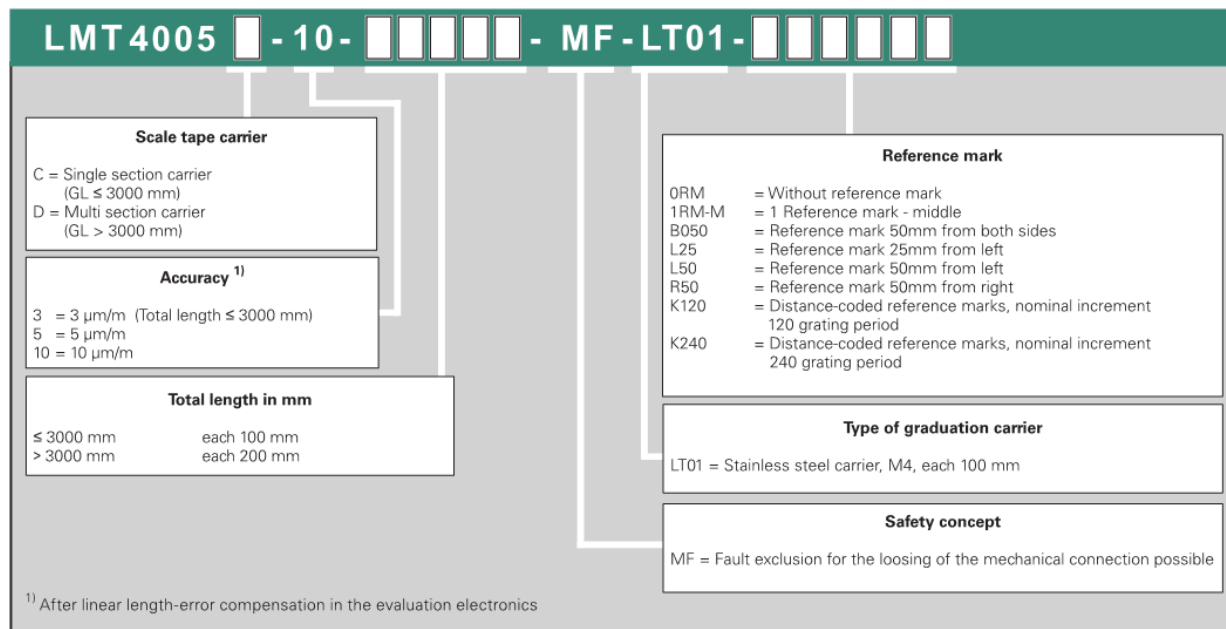 LMT 4005 - 10 - - MF - LT01 -
Scale tape carrier
C = Single section carrier
(GL ≤ 3000 mm)
D = Multi section carrier
(GL > 3000 mm)
Accuracy 1)
3 = 3 μm/m (Total length ≤ 3000 mm)
5 = 5 μm/m
10 = 10 μm/m
Total length in mm
≤ 3000 mm each 100 mm
> 3000 mm each 200 mm
Reference mark
0RM = Without reference mark
1RM-M = 1 Reference mark - middle
B050 = Reference mark 50mm from both sides
L25 = Reference mark 25mm from left
L50 = Reference mark 50mm from left
R50 = Reference mark 50mm from right
K120 = Distance-coded reference marks, nominal increment
120 grating period
K240 = Distance-coded reference marks, nominal increment
240 grating period
Type of graduation carrier
LT01 = Stainless steel carrier, M4, each 100 mm
Safety concept
MF = Fault exclusion for the loosing of the mechanical connection possible
1) After linear length-error compensation in the evaluation electronics